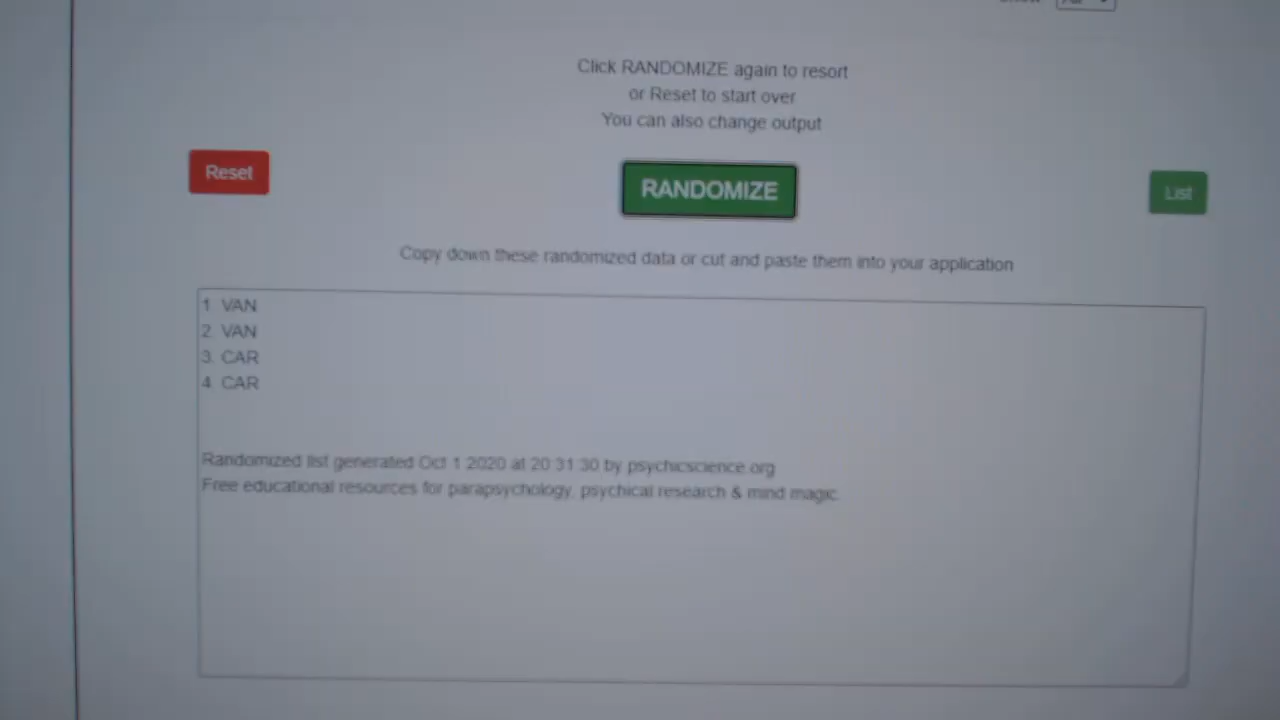 Click RANDOMIZE again to resort
or Reset to start over
You can also change output
Reset
RANDOMIZE
List
Copy down these randomized data or cut and paste them into your application
1. VAN
2. VAN
3. CAR
4. CAR
Randomized list generated Oct 1 2020 at 20:31:30 by psychicscience.org
Free educational resources for parapsychology, psychical research & mind magic.